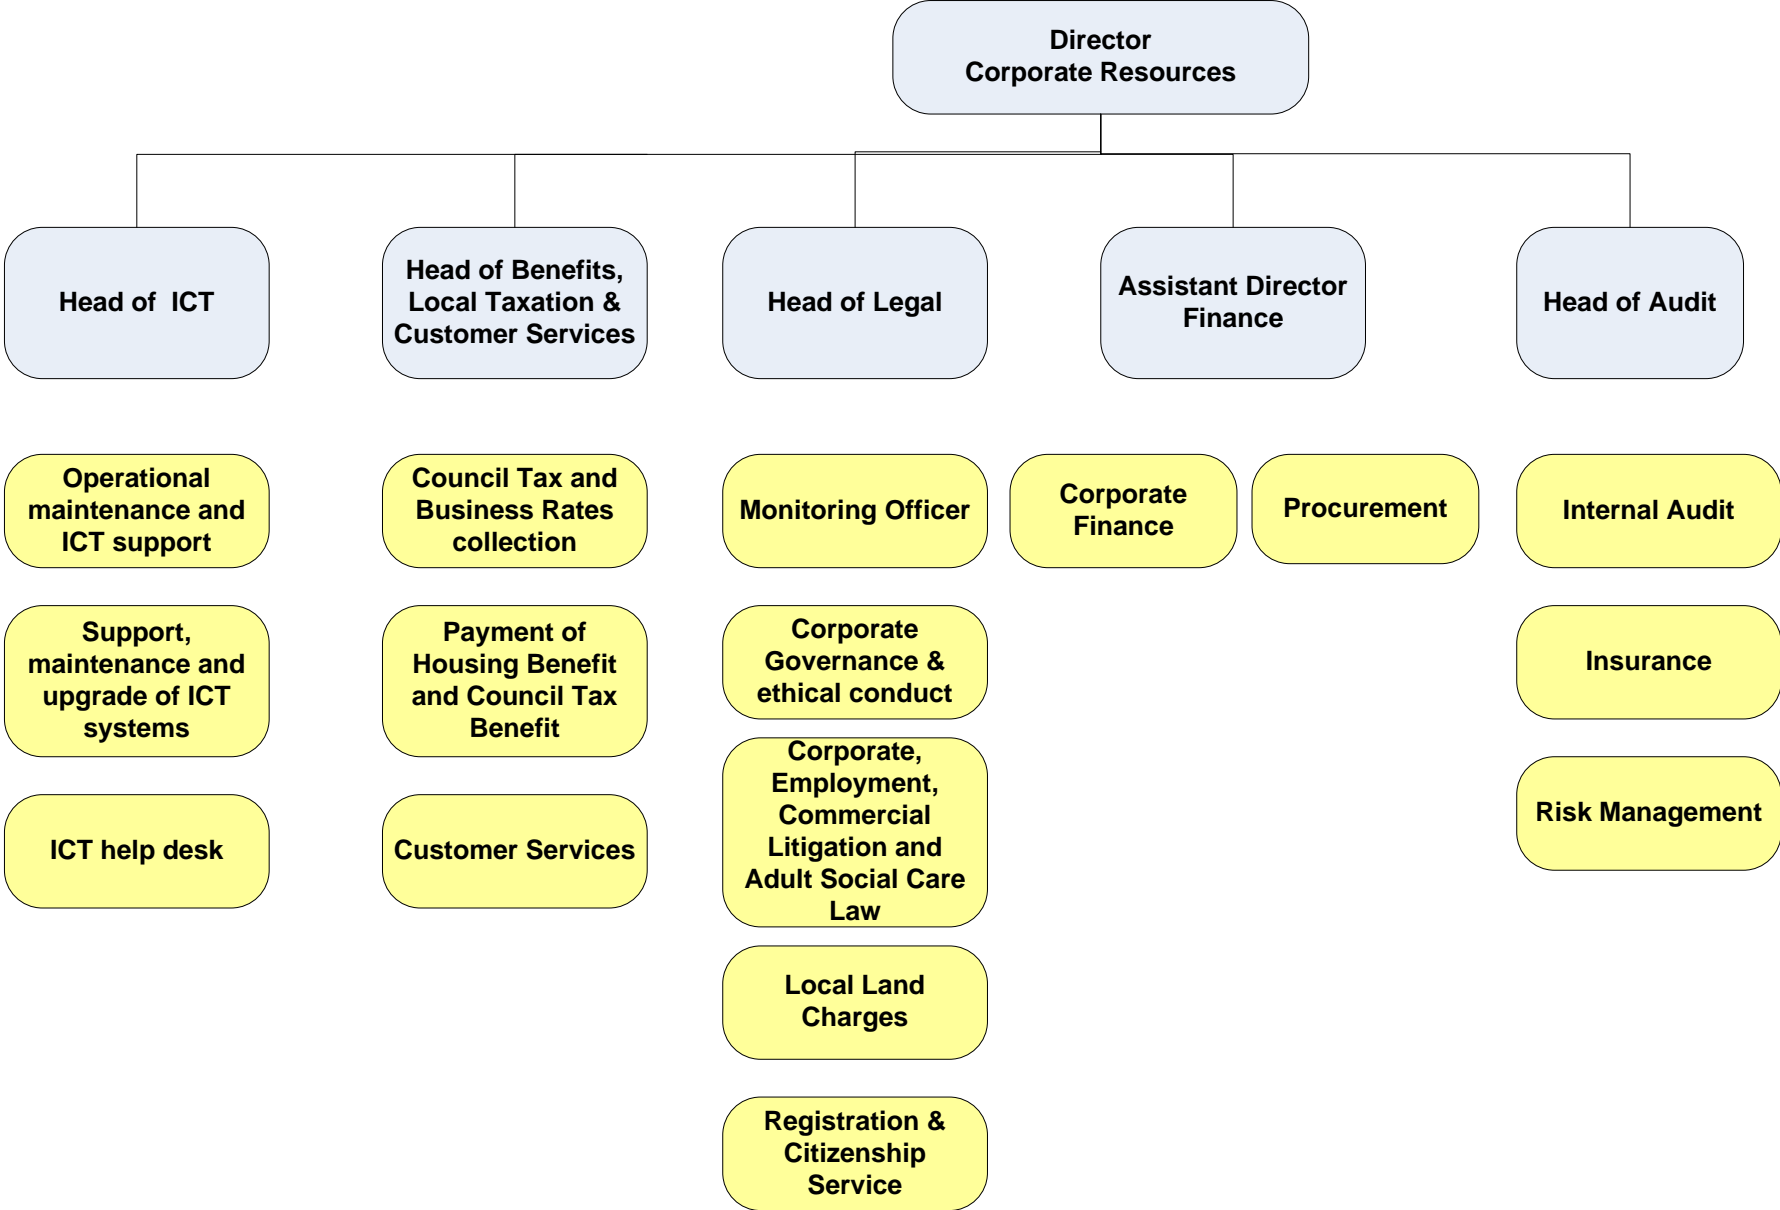 Director
Corporate Resources
Head of ICT
Head of Benefits,
Local Taxation &
Customer Services
Head of Legal
Assistant Director
Finance
Head of Audit
Operational
maintenance and
ICT support
Council Tax and
Business Rates
collection
Monitoring Officer
Corporate
Finance
Procurement
Internal Audit
Support,
maintenance and
upgrade of ICT
systems
Payment of
Housing Benefit
and Council Tax
Benefit
Corporate
Governance &
ethical conduct
Insurance
ICT help desk
Customer Services
Corporate,
Employment,
Commercial
Litigation and
Adult Social Care
Law
Risk Management
Local Land
Charges
Registration &
Citizenship
Service